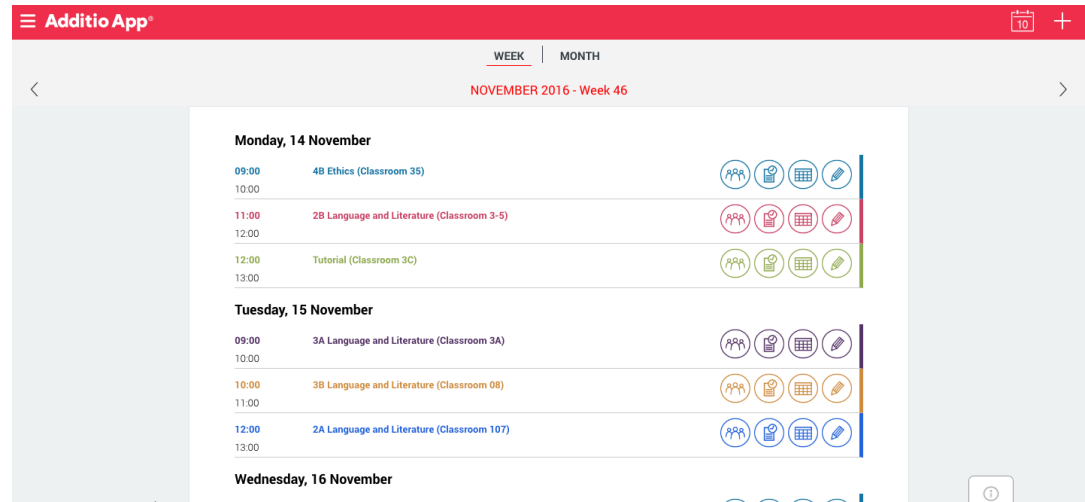 Additio App®
10
WEEK
MONTH
NOVEMBER 2016 - Week 46
Monday, 14 November
09:00 4B Ethics (Classroom 35)
10:00
11:00 2B Language and Literature (Classroom 3-5)
12:00
12:00 Tutorial (Classroom 3C)
13:00
Tuesday, 15 November
09:00 3A Language and Literature (Classroom 3A)
10:00
10:00 3B Language and Literature (Classroom 08)
11:00
12:00 2A Language and Literature (Classroom 107)
13:00
Wednesday, 16 November